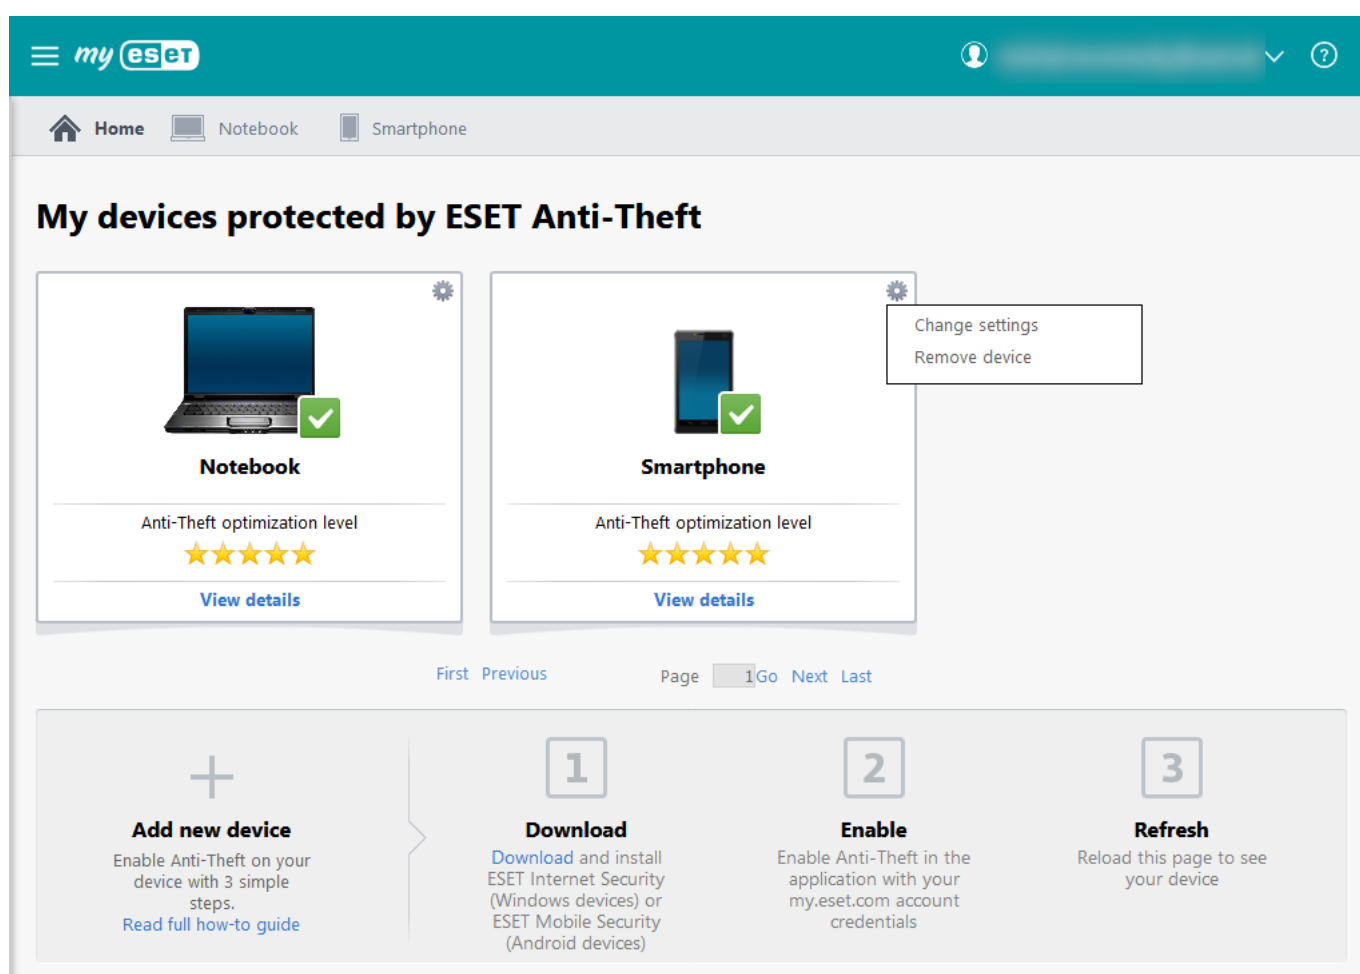 my eset
Home Notebook Smartphone
My devices protected by ESET Anti-Theft
Notebook
Anti-Theft optimization level
View details
Smartphone
Anti-Theft optimization level
View details
Change settings
Remove device
First Previous Page 1 Go Next Last
Add new device
Enable Anti-Theft on your
device with 3 simple
steps.
Read full how-to guide
1
Download
Download and install
ESET Internet Security
(Windows devices) or
ESET Mobile Security
(Android devices)
2
Enable
Enable Anti-Theft in the
application with your
my.eset.com account
credentials
3
Refresh
Reload this page to see
your device